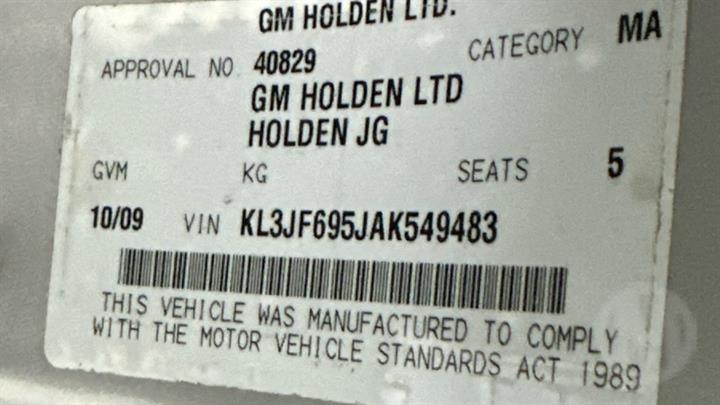 GM HOLDEN LTD.
APPROVAL NO. 40829 CATEGORY MA
GM HOLDEN LTD
HOLDEN JG
GVM KG SEATS 5
10/09 VIN KL3JF695JAK549483
THIS VEHICLE WAS MANUFACTURED TO COMPLY
WITH THE MOTOR VEHICLE STANDARDS ACT 1989